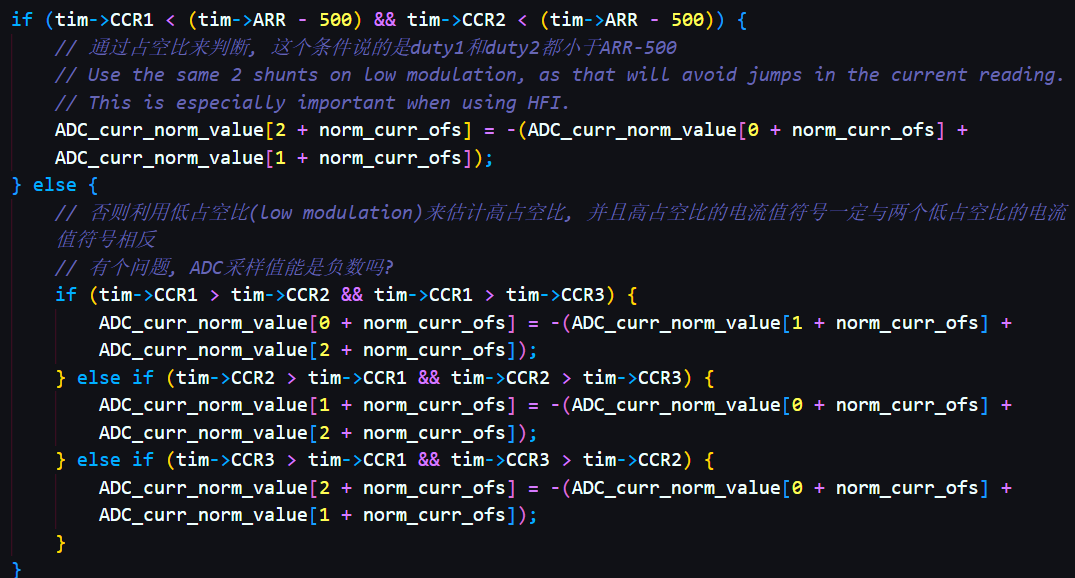 if (tim->CCR1 < (tim->ARR - 500) && tim->CCR2 < (tim->ARR - 500)) {
// 通过占空比来判断, 这个条件说的是duty1和duty2都小于ARR-500
// Use the same 2 shunts on low modulation, as that will avoid jumps in the current reading.
// This is especially important when using HFI.
ADC_curr_norm_value[2 + norm_curr_ofs] = -(ADC_curr_norm_value[0 + norm_curr_ofs] +
ADC_curr_norm_value[1 + norm_curr_ofs]);
} else {
// 否则利用低占空比(low modulation)来估计高占空比, 并且高占空比的电流值符号一定与两个低占空比的电流
值符号相反
// 有个问题, ADC采样值能是负数吗?
if (tim->CCR1 > tim->CCR2 && tim->CCR1 > tim->CCR3) {
ADC_curr_norm_value[0 + norm_curr_ofs] = -(ADC_curr_norm_value[1 + norm_curr_ofs] +
ADC_curr_norm_value[2 + norm_curr_ofs]);
} else if (tim->CCR2 > tim->CCR1 && tim->CCR2 > tim->CCR3) {
ADC_curr_norm_value[1 + norm_curr_ofs] = -(ADC_curr_norm_value[0 + norm_curr_ofs] +
ADC_curr_norm_value[2 + norm_curr_ofs]);
} else if (tim->CCR3 > tim->CCR1 && tim->CCR3 > tim->CCR2) {
ADC_curr_norm_value[2 + norm_curr_ofs] = -(ADC_curr_norm_value[0 + norm_curr_ofs] +
ADC_curr_norm_value[1 + norm_curr_ofs]);
}
}